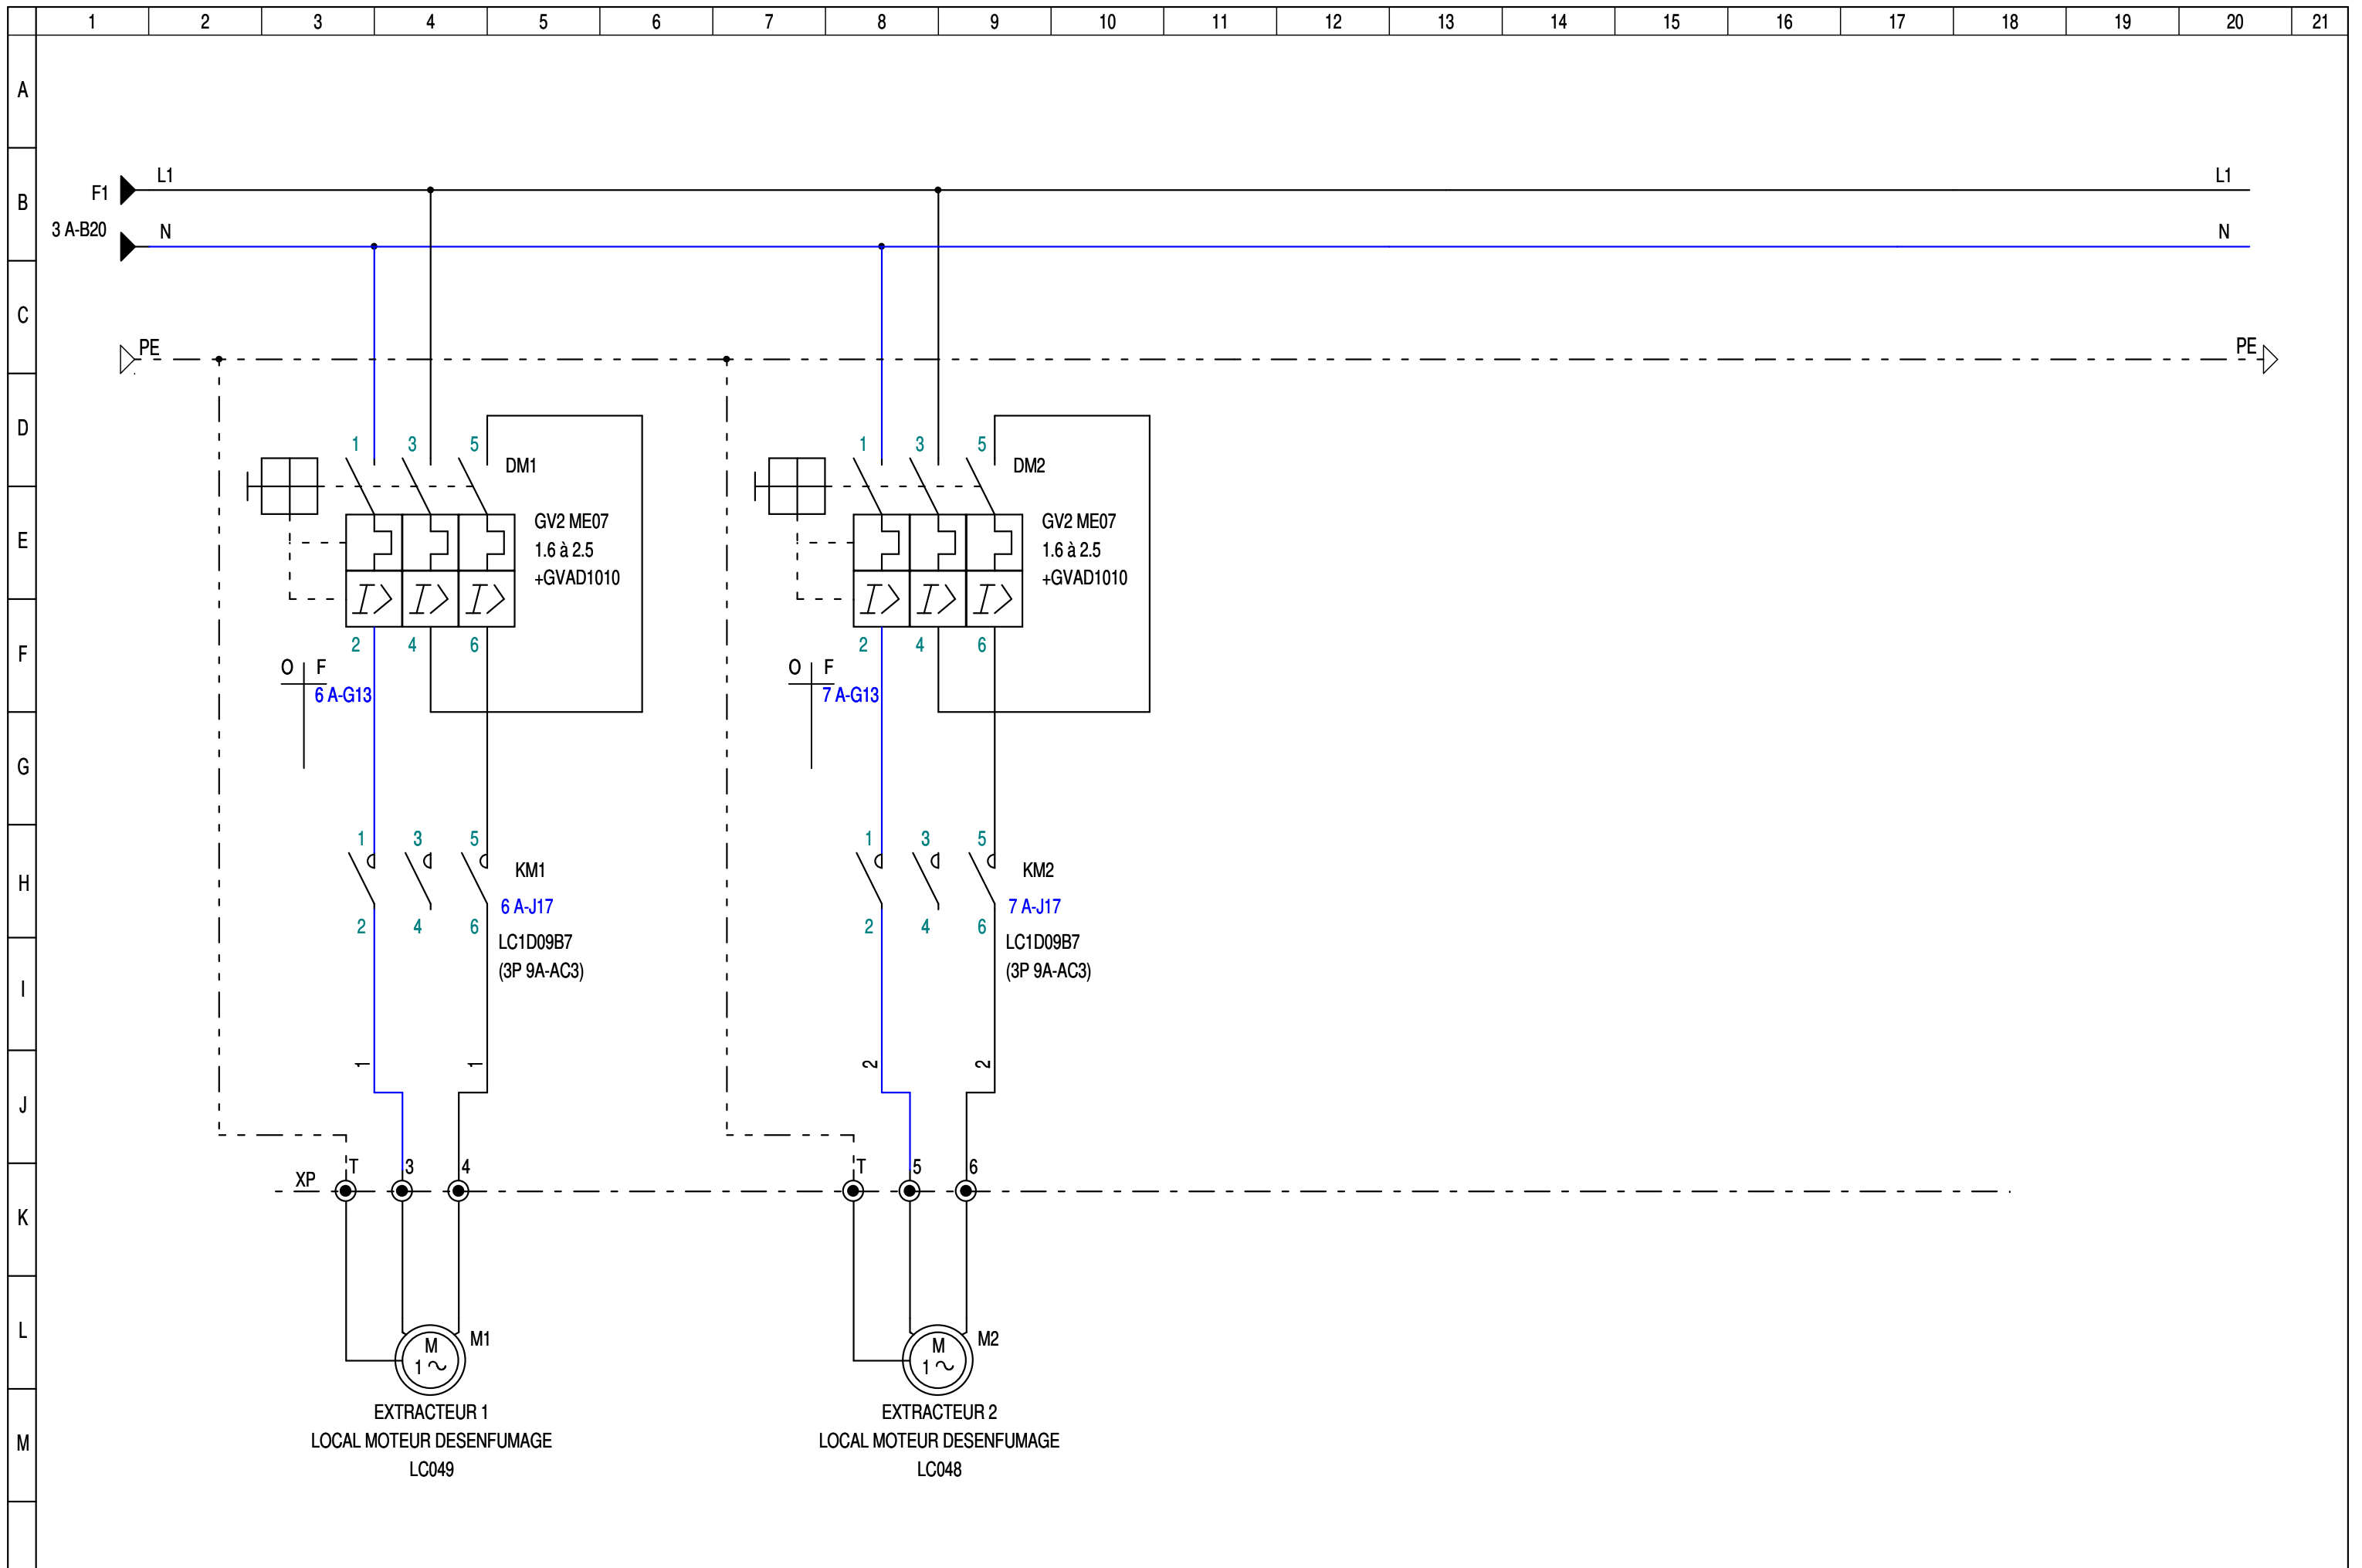 1 2 3 4 5 6 7 8 9 10 11 12 13 14 15 16 17 18 19 20 21
A
B
C
D
E
F
G
H
I
J
K
L
M
F1 L1 L1
3 A-B20 N N
PE PE
1 3 5 DM1
GV2 ME07
1.6 à 2.5
+GVAD1010
I> I> I>
2 4 6
O F
6 A-G13
1 3 5 KM1
6 A-J17
2 4 6
LC1D09B7
(3P 9A-AC3)
1 1
XP T 3 4
M
1~
M1
EXTRACTEUR 1
LOCAL MOTEUR DESENFUMAGE
LC049
1 3 5 DM2
GV2 ME07
1.6 à 2.5
+GVAD1010
I> I> I>
2 4 6
O F
7 A-G13
1 3 5 KM2
7 A-J17
2 4 6
LC1D09B7
(3P 9A-AC3)
2 2
T 5 6
M
1~
M2
EXTRACTEUR 2
LOCAL MOTEUR DESENFUMAGE
LC048